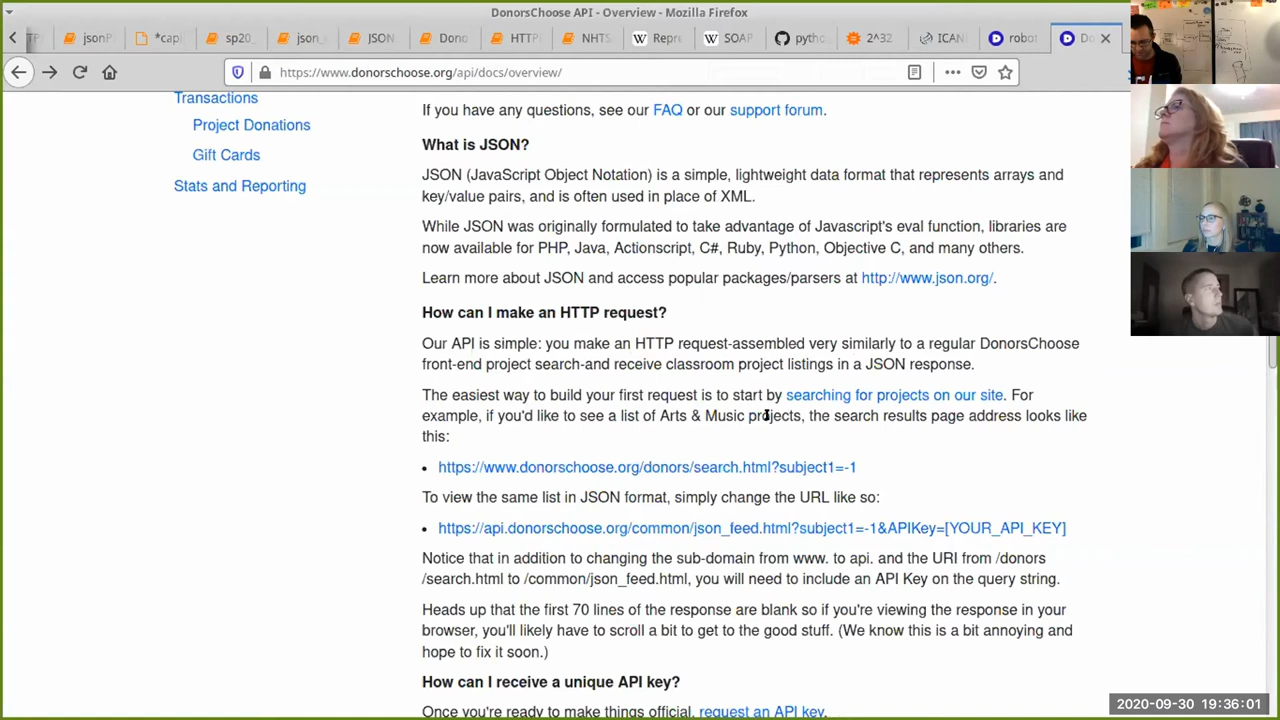 DonorsChoose API - Overview - Mozilla Firefox
jsonP
*cap
sp20
json_
JSON
Dono
HTTP
NHTS
Repre
SOAP
pytho
2^32
ICAN
robot
Do
https://www.donorschoose.org/api/docs/overview/
Transactions
Project Donations
Gift Cards
Stats and Reporting
If you have any questions, see our FAQ or our support forum.
What is JSON?
JSON (JavaScript Object Notation) is a simple, lightweight data format that represents arrays and
key/value pairs, and is often used in place of XML.
While JSON was originally formulated to take advantage of Javascript's eval function, libraries are
now available for PHP, Java, Actionscript, C#, Ruby, Python, Objective C, and many others.
Learn more about JSON and access popular packages/parsers at http://www.json.org/.
How can I make an HTTP request?
Our API is simple: you make an HTTP request-assembled very similarly to a regular DonorsChoose
front-end project search-and receive classroom project listings in a JSON response.
The easiest way to build your first request is to start by searching for projects on our site. For
example, if you'd like to see a list of Arts & Music projects, the search results page address looks like
this:
• https://www.donorschoose.org/donors/search.html?subject1=-1
To view the same list in JSON format, simply change the URL like so:
• https://api.donorschoose.org/common/json_feed.html?subject1=-1&APIKey=[YOUR_API_KEY]
Notice that in addition to changing the sub-domain from www. to api. and the URI from /donors
/search.html to /common/json_feed.html, you will need to include an API Key on the query string.
Heads up that the first 70 lines of the response are blank so if you're viewing the response in your
browser, you'll likely have to scroll a bit to get to the good stuff. (We know this is a bit annoying and
hope to fix it soon.)
How can I receive a unique API key?
Once you're ready to make things official, request an API key.
2020-09-30 19:36:01